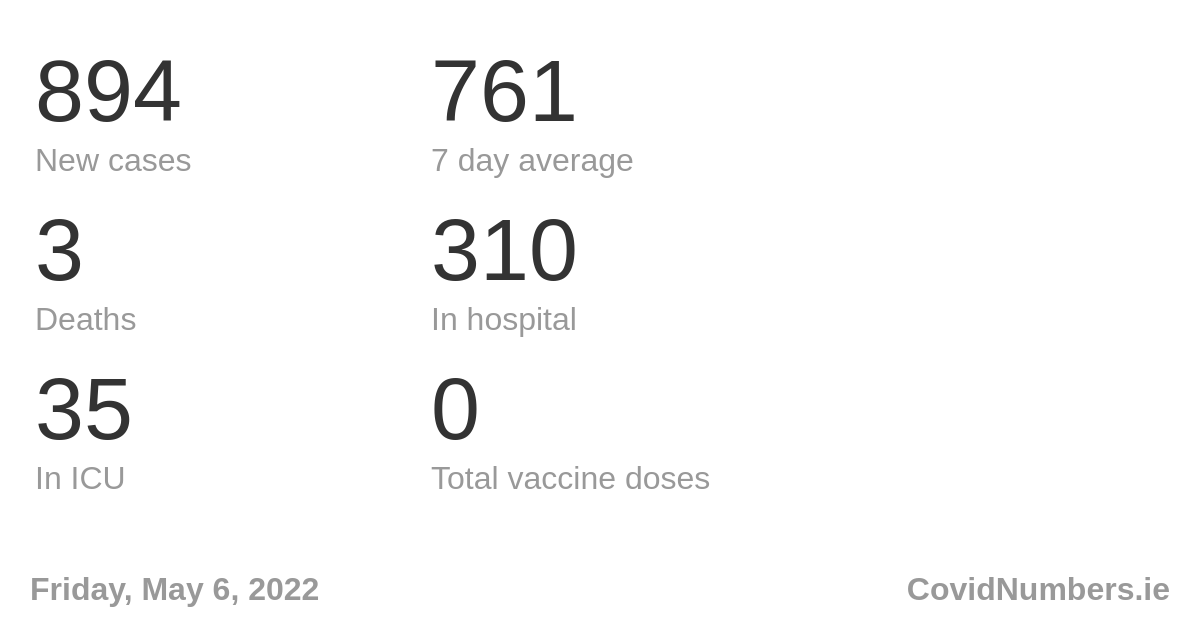 894
New cases
761
7 day average
3
Deaths
310
In hospital
35
In ICU
0
Total vaccine doses
Friday, May 6, 2022
CovidNumbers.ie